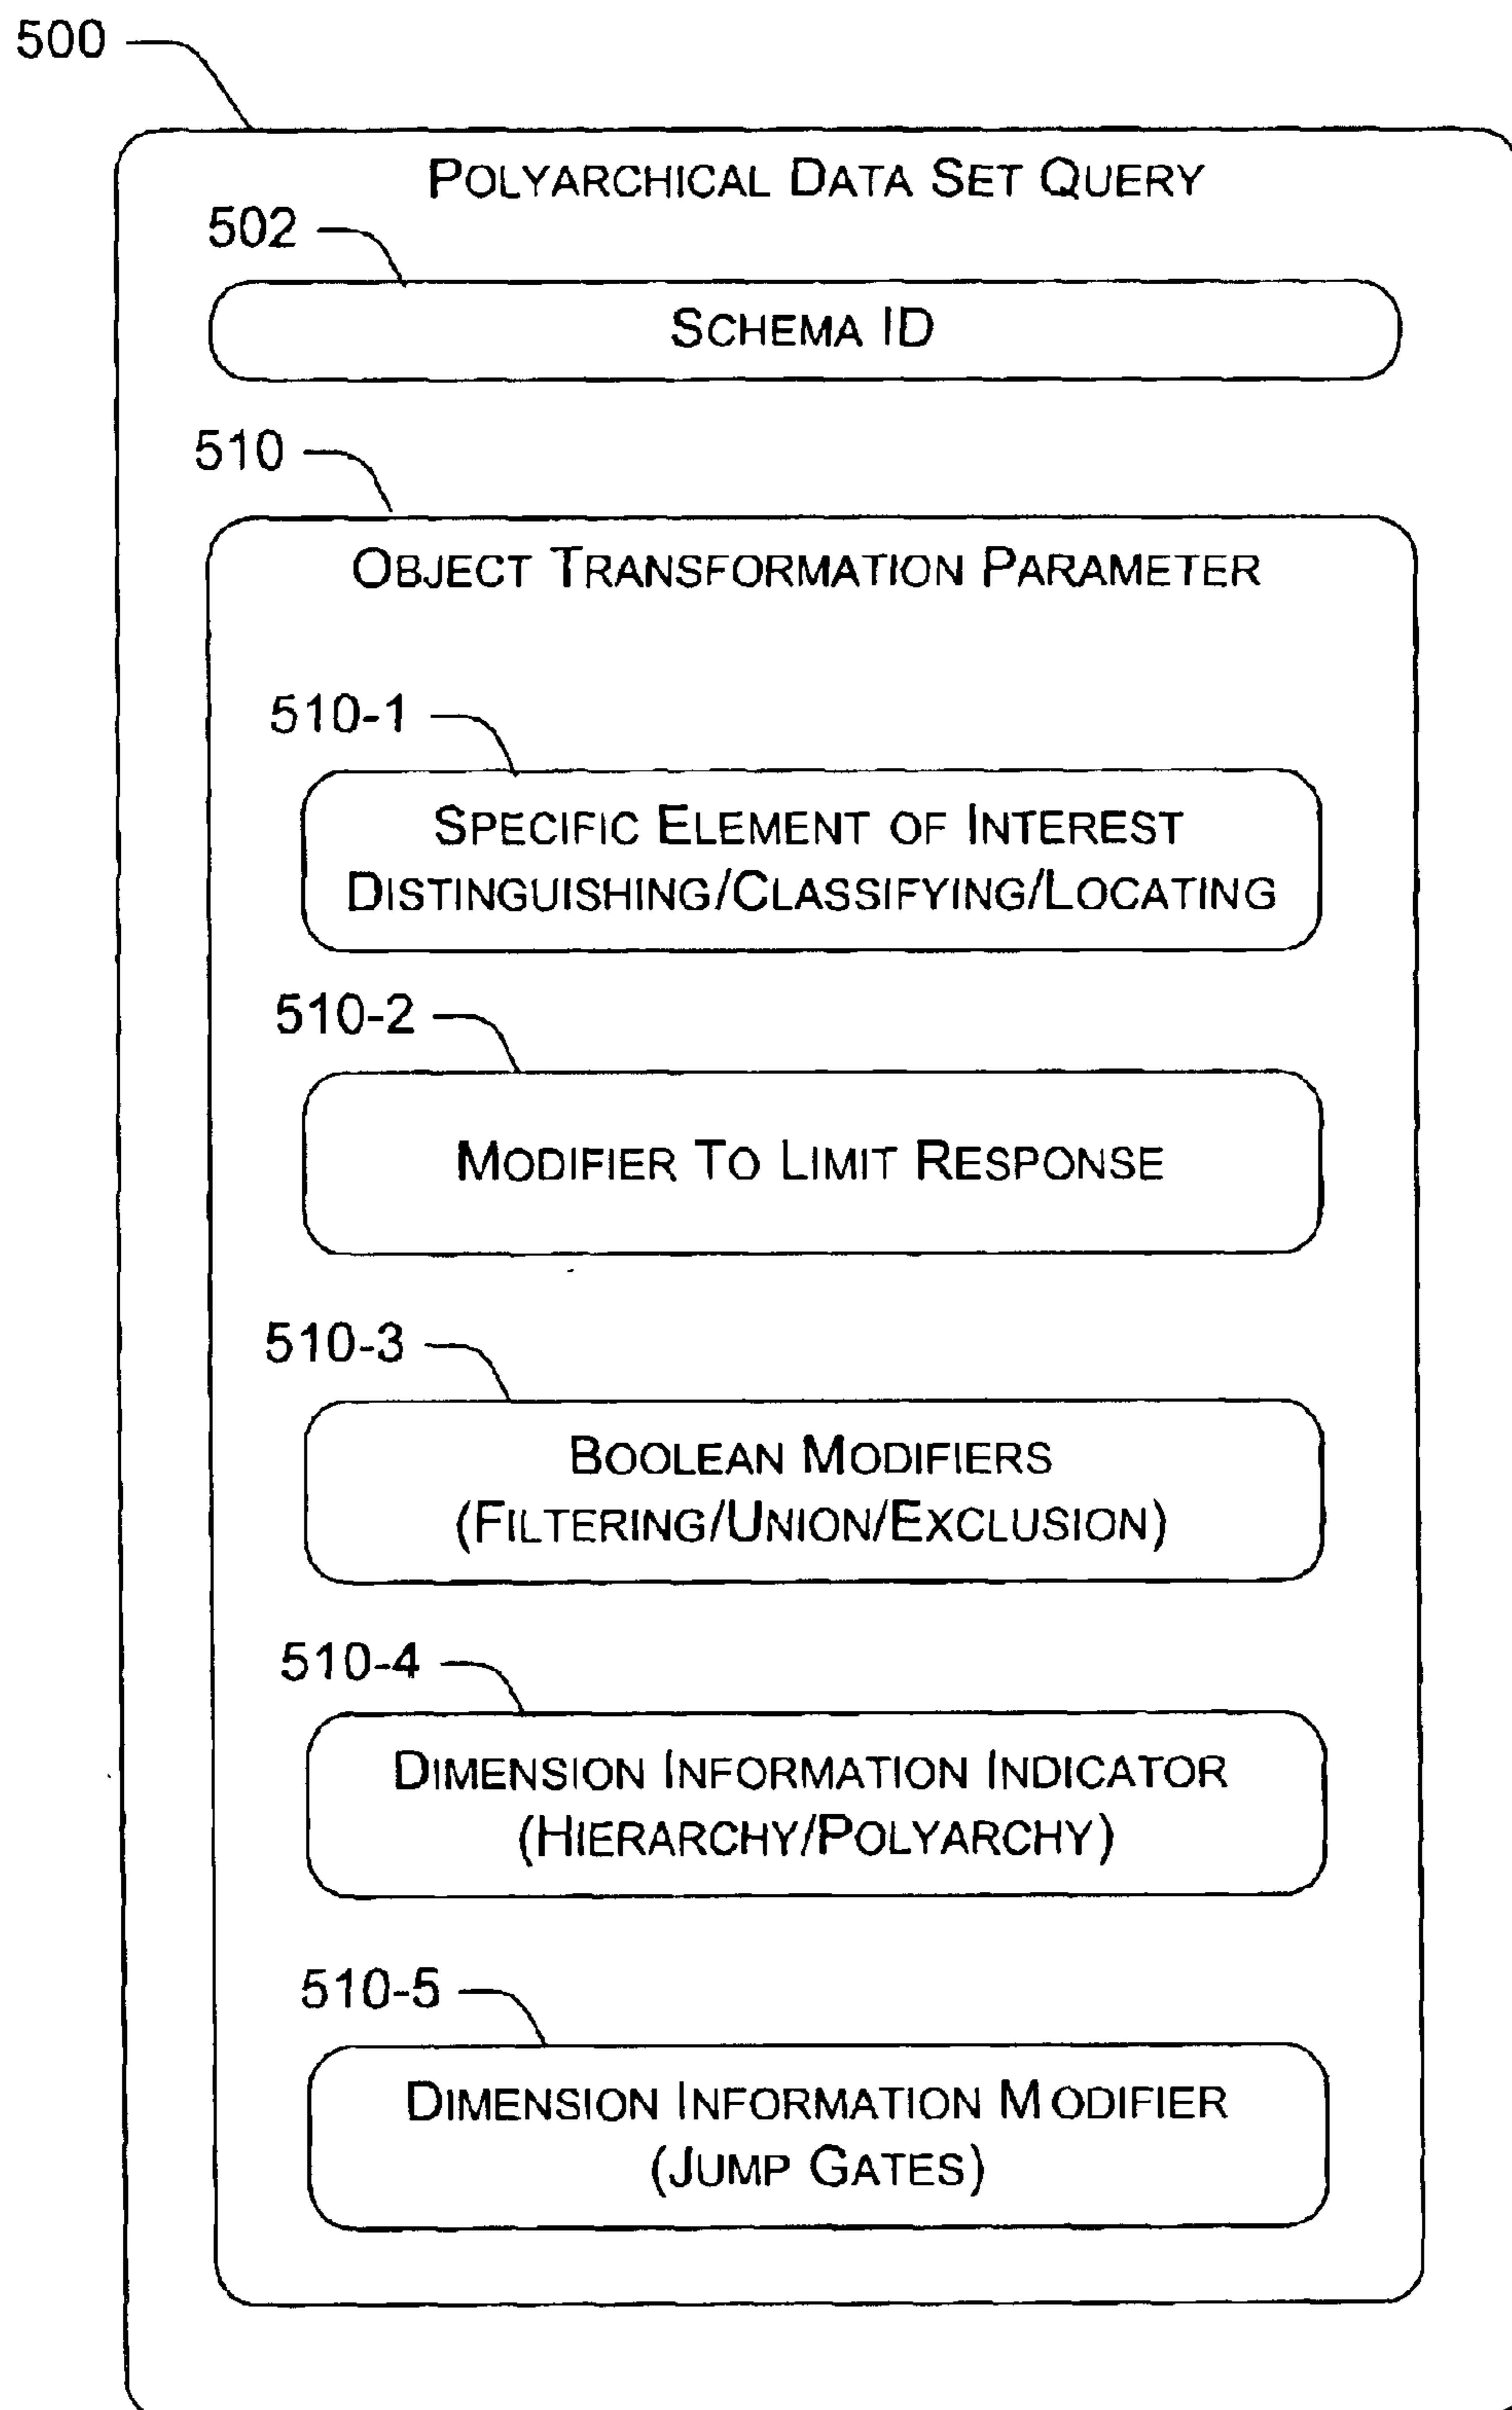 500
POLYARCHICAL DATA SET QUERY
502
SCHEMA ID
510
OBJECT TRANSFORMATION PARAMETER
510-1
SPECIFIC ELEMENT OF INTEREST
DISTINGUISHING/CLASSIFYING/LOCATING
510-2
MODIFIER TO LIMIT RESPONSE
510-3
BOOLEAN MODIFIERS
(FILTERING/UNION/EXCLUSION)
510-4
DIMENSION INFORMATION INDICATOR
(HIERARCHY/POLYARCHY)
510-5
DIMENSION INFORMATION MODIFIER
(JUMP GATES)